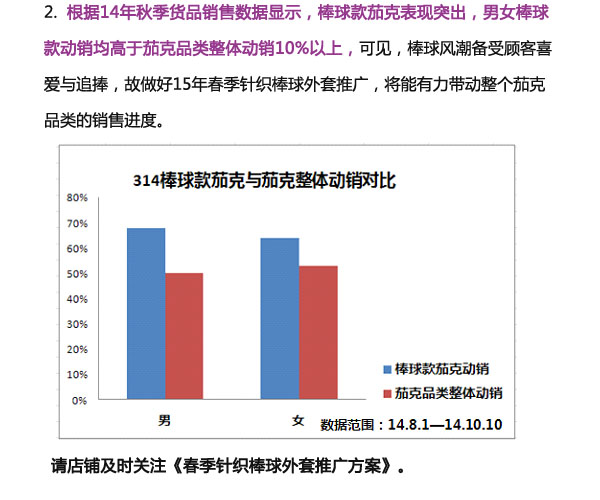 2. 根据14年秋季货品销售数据显示，棒球款茄克表现突出，男女棒球
款动销均高于茄克品类整体动销10%以上，可见，棒球风潮备受顾客喜
爱与追捧，故做好15年春季针织棒球外套推广，将能有力带动整个茄克
品类的销售进度。
314棒球款茄克与茄克整体动销对比
80%
70%
60%
50%
40%
30%
20%
10%
0%
男
女
棒球款茄克动销
茄克品类整体动销
数据范围：14.8.1—14.10.10
请店铺及时关注《春季针织棒球外套推广方案》。